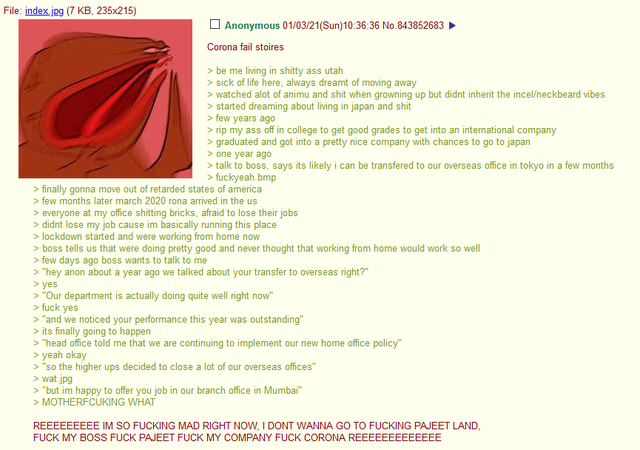 File: index.jpg (7 KB, 235x215)
Anonymous 01/03/21(Sun)10:36:36 No.843852683
Corona fail stoires
> be me living in shitty ass utah
> sick of life here, always dreamt of moving away
> watched alot of animu and shit when growning up but didnt inherit the incel/neckbeard vibes
> started dreaming about living in japan and shit
> few years ago
> rip my ass off in college to get good grades to get into an international company
> graduated and got into a pretty nice company with chances to go to japan
> one year ago
> talk to boss, says its likely i can be transfered to our overseas office in tokyo in a few months
> fuckyeah.bmp
> finally gonna move out of retarded states of america
> few months later march 2020 rona arrived in the us
> everyone at my office shitting bricks, afraid to lose their jobs
> didnt lose my job cause im basically running this place
> lockdown started and were working from home now
> boss tells us that were doing pretty good and never thought that working from home would work so well
> few days ago boss wants to talk to me
> "hey anon about a year ago we talked about your transfer to overseas right?"
> yes
> "Our department is actually doing quite well right now"
> fuck yes
> "and we noticed your performance this year was outstanding"
> its finally going to happen
> "head office told me that we are continuing to implement our new home office policy"
> yeah okay
> "so the higher ups decided to close a lot of our overseas offices"
> wat.jpg
> "but im happy to offer you job in our branch office in Mumbai"
> MOTHERFCUKING WHAT
REEEEEEEEE IM SO FUCKING MAD RIGHT NOW, I DONT WANNA GO TO FUCKING PAJEET LAND,
FUCK MY BOSS FUCK PAJEET FUCK MY COMPANY FUCK CORONA REEEEEEEEEEEEE